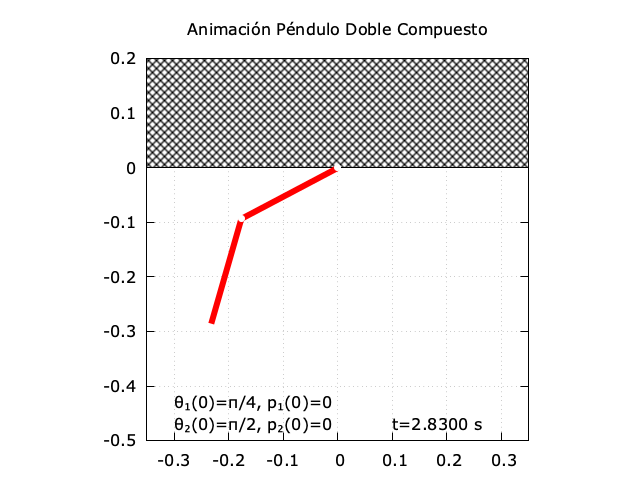 Animación Péndulo Doble Compuesto
0.2
0.1
0
-0.1
-0.2
-0.3
-0.4
-0.5
θ₁(0)=π/4, p₁(0)=0
θ₂(0)=π/2, p₂(0)=0 t=2.8300 s
-0.3 -0.2 -0.1 0 0.1 0.2 0.3